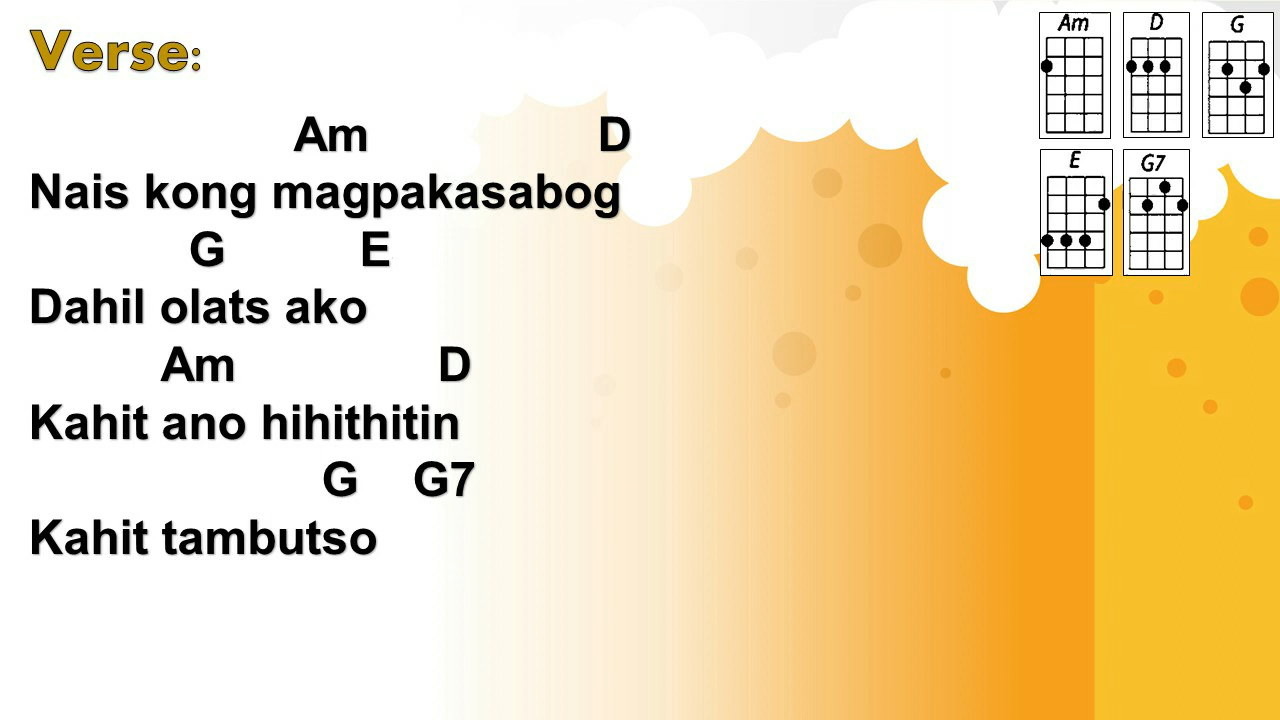 Verse:
Am D
Nais kong magpakasabog
G E
Dahil olats ako
Am D
Kahit ano hihithitin
G G7
Kahit tambutso
Am D G
E G7